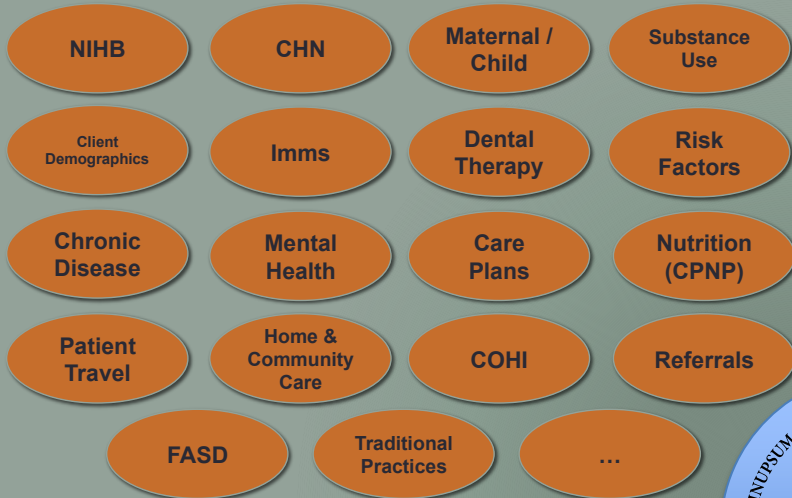 NIHB
CHN
Maternal /
Child
Substance
Use
Client
Demographics
Imms
Dental
Therapy
Risk
Factors
Chronic
Disease
Mental
Health
Care
Plans
Nutrition
(CPNP)
Patient
Travel
Home &
Community
Care
COHI
Referrals
FASD
Traditional
Practices
…
INUPSUM